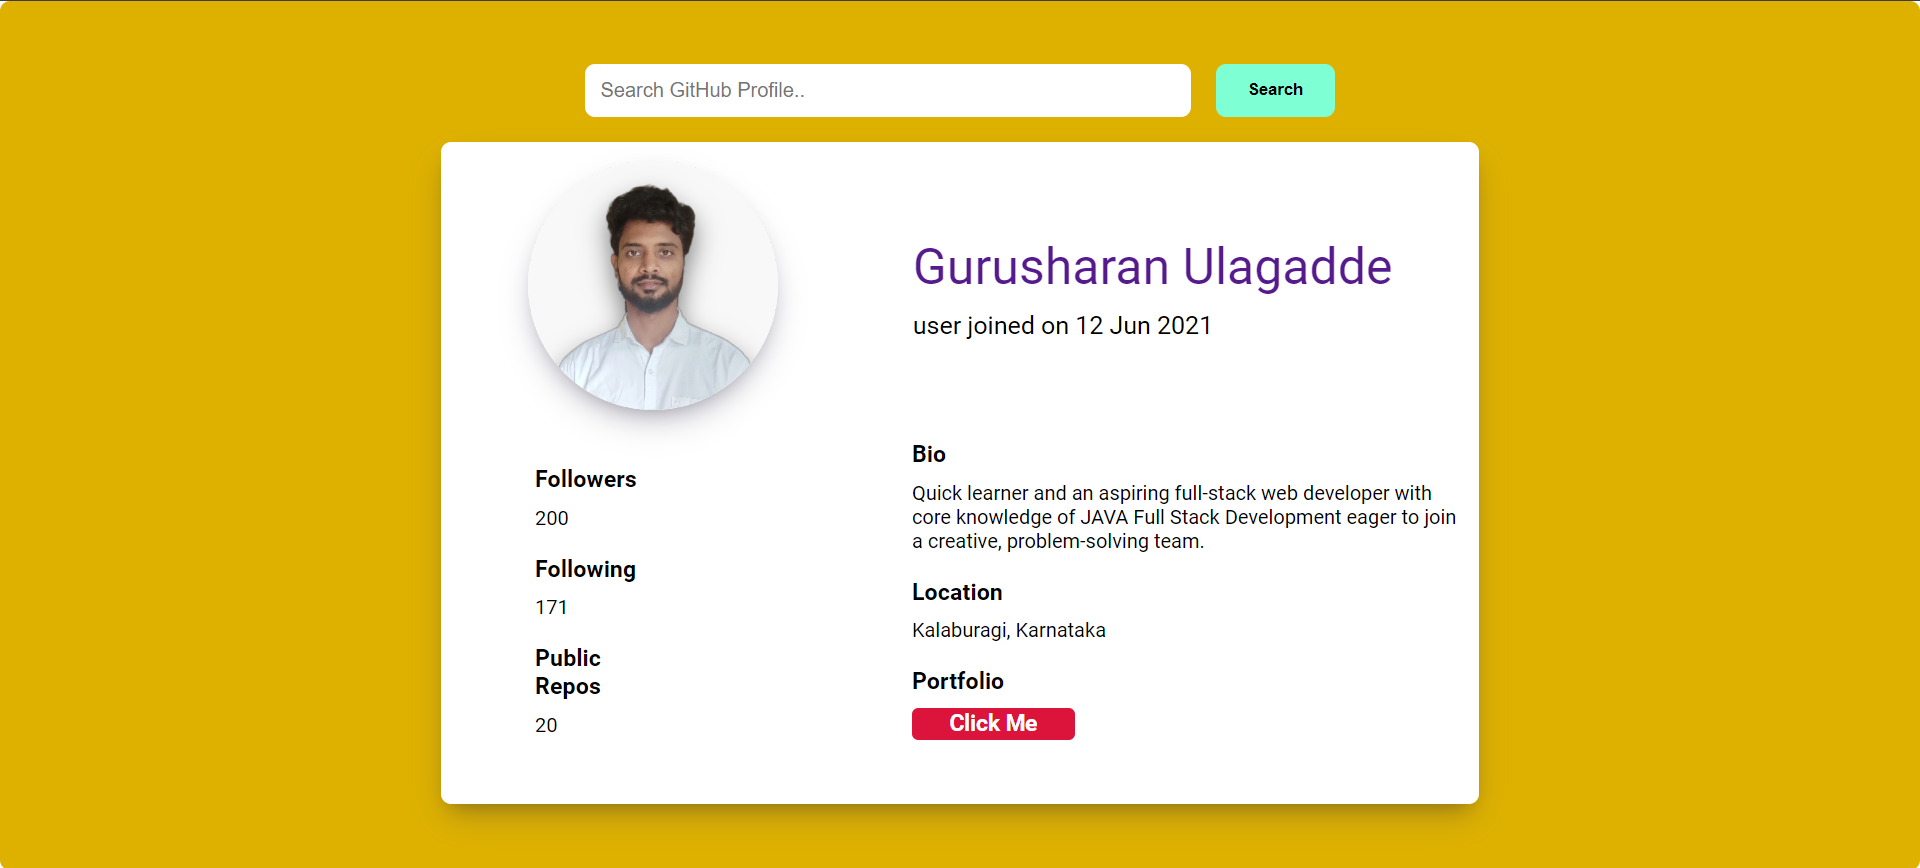 Search GitHub Profile..
Search
Gurusharan Ulagadde
user joined on 12 Jun 2021
Followers
200
Following
171
Public
Repos
20
Bio
Quick learner and an aspiring full-stack web developer with
core knowledge of JAVA Full Stack Development eager to join
a creative, problem-solving team.
Location
Kalaburagi, Karnataka
Portfolio
Click Me